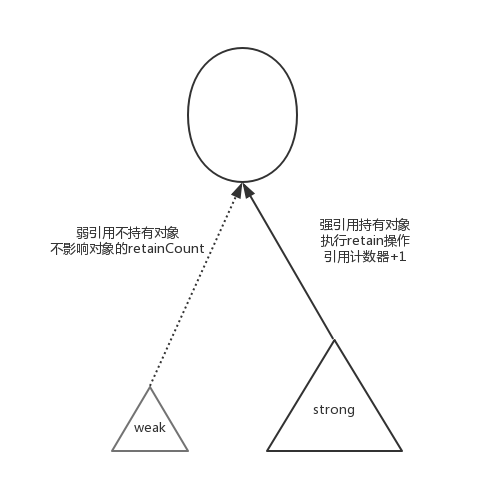 弱引用不持有对象
不影响对象的retainCount
强引用持有对象
执行retain操作
引用计数器+1
weak
strong